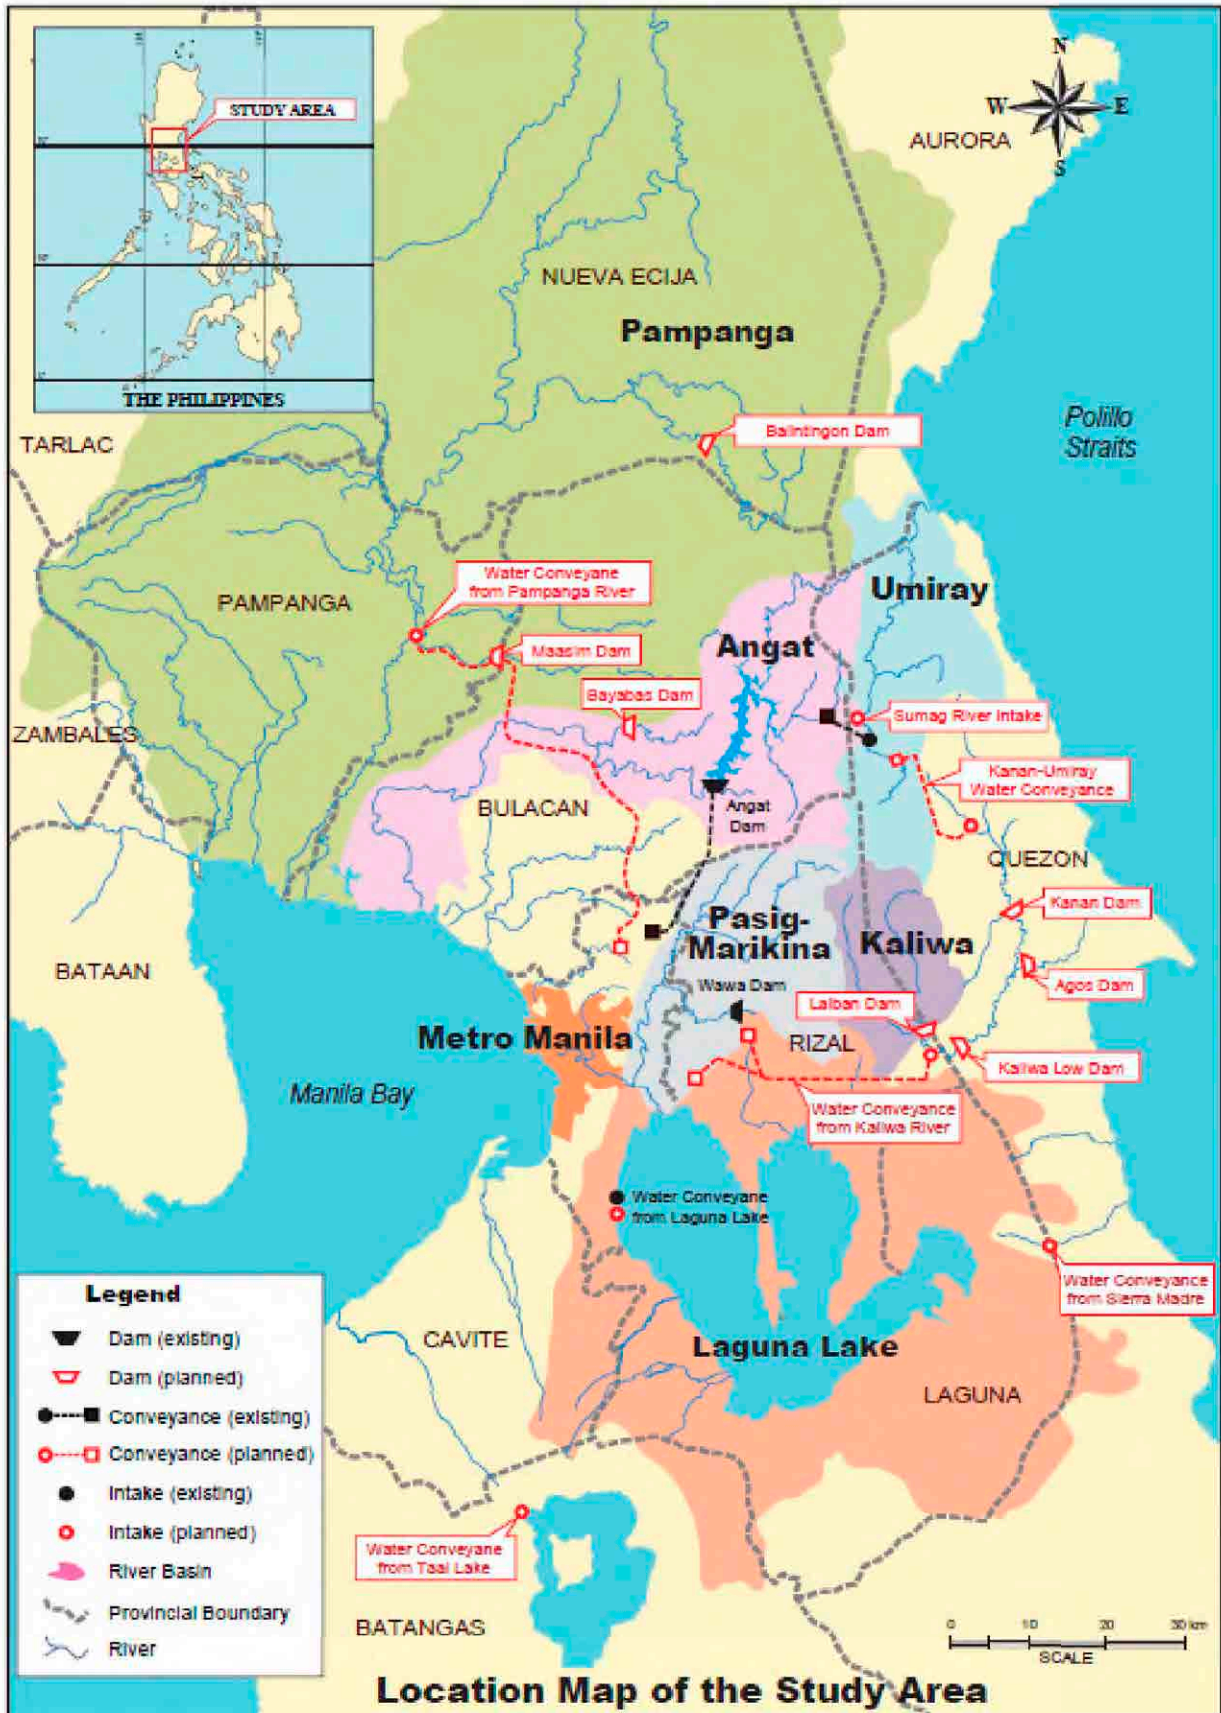 N
W
E
S
STUDY AREA
THE PHILIPPINES
AURORA
NUEVA ECIJA
Pampanga
Polillo
Straits
TARLAC
Balintingon Dam
Water Conveyane
from Pampanga River
Umiray
PAMPANGA
Angat
Maasim Dam
Bayabas Dam
Sumag River Intake
ZAMBALES
Kanan-Umiray
Water Conveyance
BULACAN
Angat
Dam
QUEZON
Kanan Dam
Pasig-
Marikina
Kaliwa
BATAAN
Wawa Dam
Agos Dam
Laiban Dam
Metro Manila
RIZAL
Kaliwa Low Dam
Manila Bay
Water Conveyance
from Kaliwa River
Water Conveyane
from Laguna Lake
Water Conveyance
from Sierra Madre
Legend
Dam (existing)
Dam (planned)
Conveyance (existing)
Conveyance (planned)
Intake (existing)
Intake (planned)
River Basin
Provincial Boundary
River
CAVITE
Laguna Lake
LAGUNA
Water Conveyane
from Taal Lake
BATANGAS
0 10 20 30 km
SCALE
Location Map of the Study Area